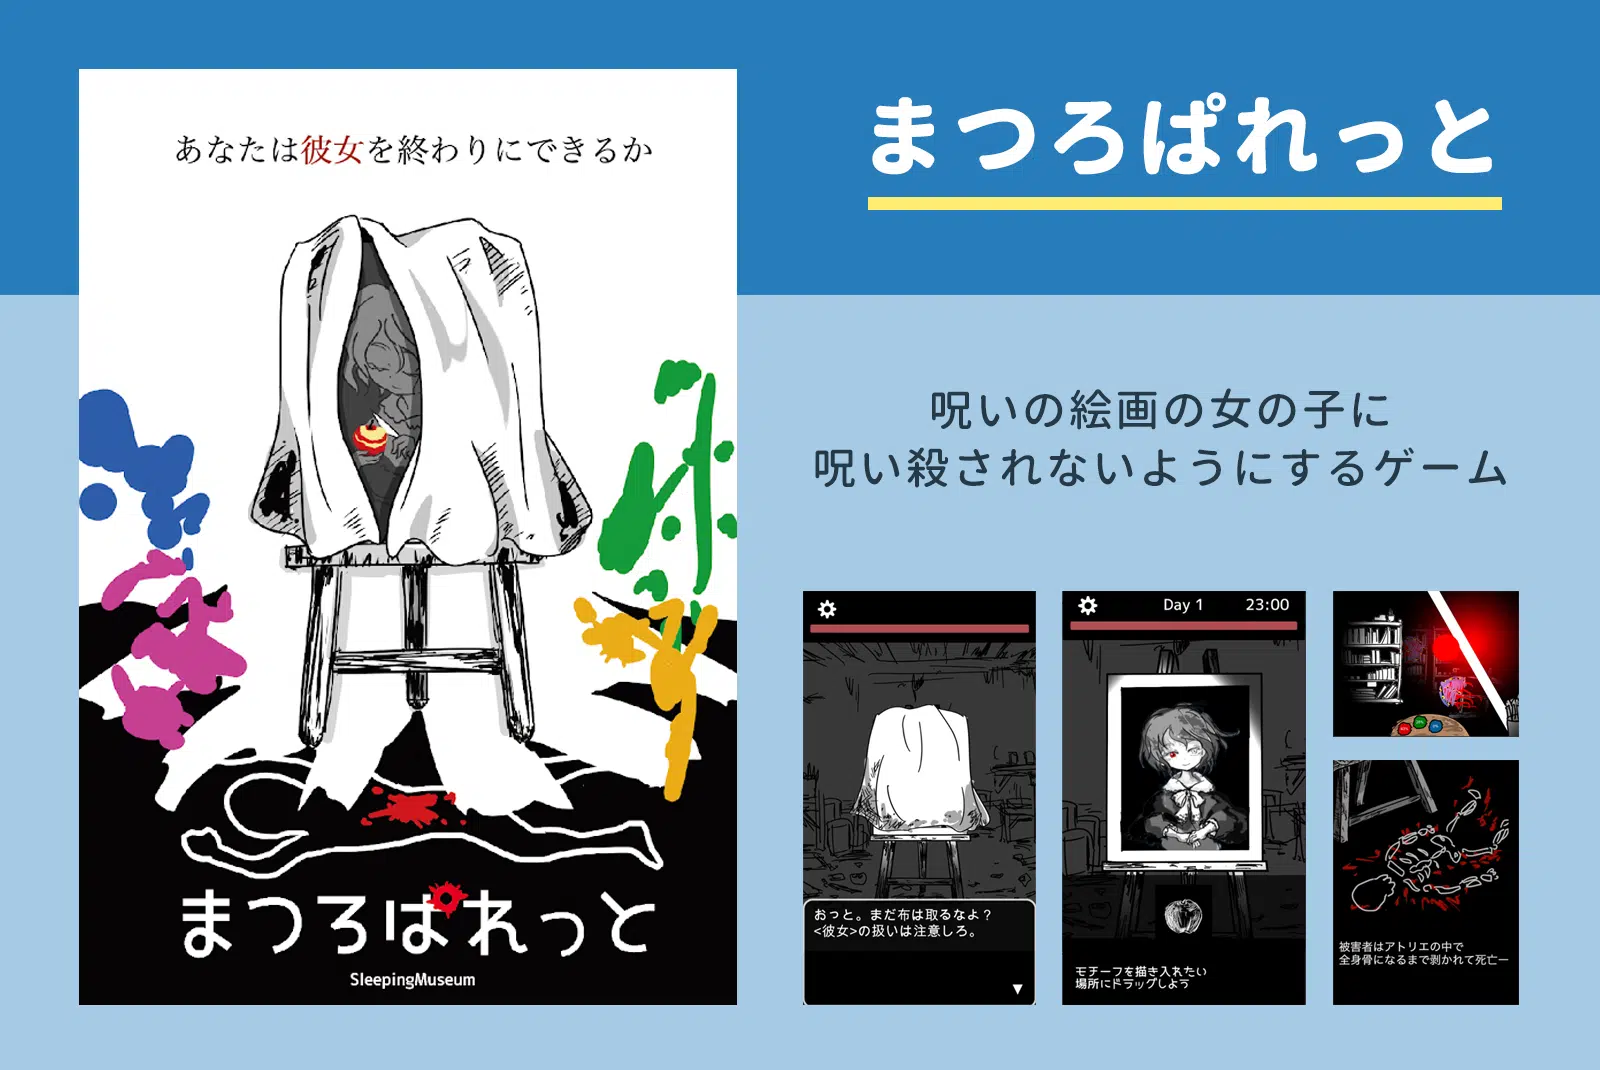 あなたは彼女を終わりにできるか
まつろぱれっと
SleepingMuseum
まつろぱれっと
呪いの絵画の女の子に
呪い殺されないようにするゲーム
おっと。まだ布は取るなよ？
<彼女>の扱いは注意しろ。
▼
Day 1 23:00
モチーフを描き入れたい
場所にドラッグしよう
被害者はアトリエの中で
全身骨になるまで剥かれて死亡―